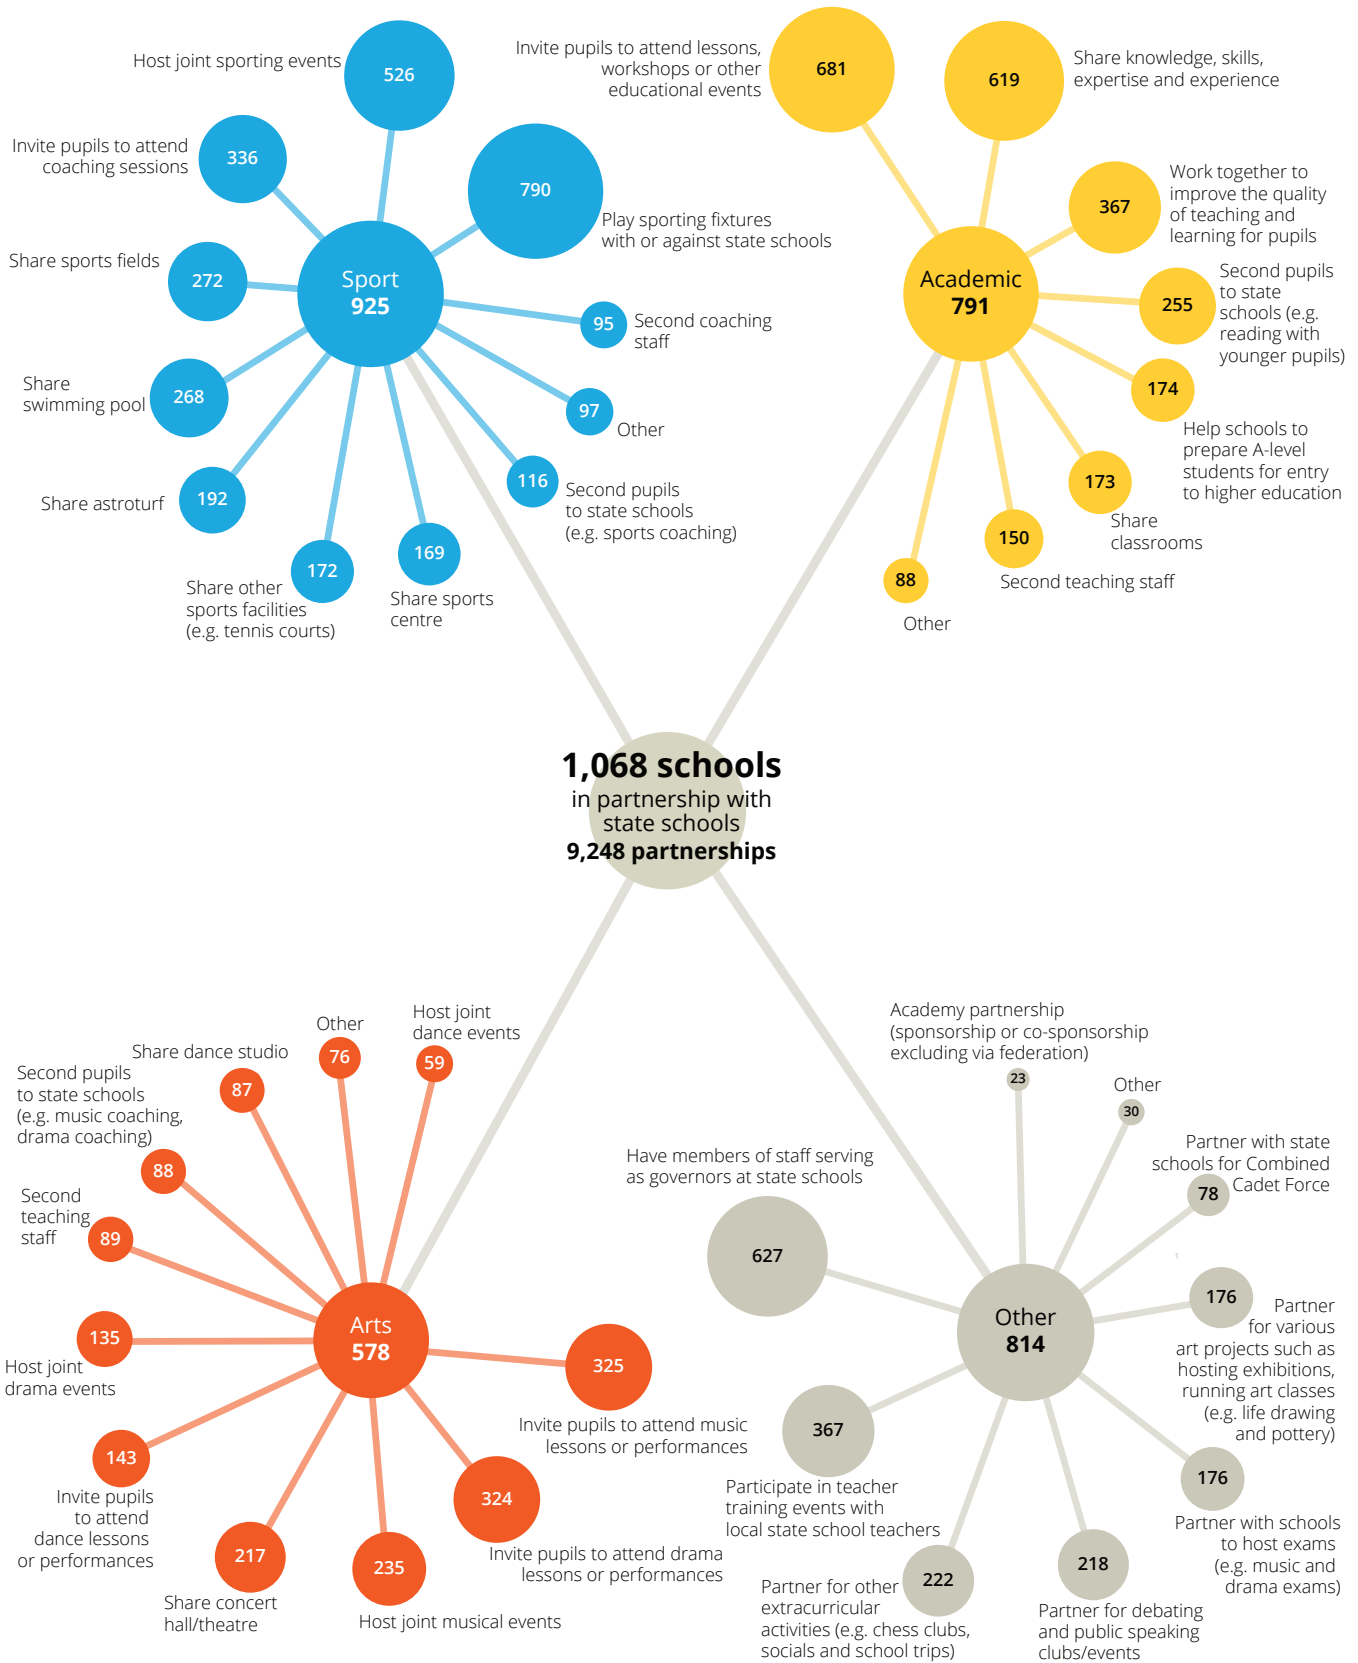 Host joint sporting events
526
Invite pupils to attend
coaching sessions
336
790
Play sporting fixtures
with or against state schools
Share sports fields
272
Sport
925
95
Second coaching
staff
Share
swimming pool
268
97
Other
Share astroturf
192
116
Second pupils
to state schools
(e.g. sports coaching)
172
Share other
sports facilities
(e.g. tennis courts)
169
Share sports
centre
Invite pupils to attend lessons,
workshops or other
educational events
681
619
Share knowledge, skills,
expertise and experience
367
Work together to
improve the quality
of teaching and
learning for pupils
Academic
791
255
Second pupils
to state
schools (e.g.
reading with
younger pupils)
174
Help schools to
prepare A-level
students for entry
to higher education
173
Share
classrooms
150
Second teaching staff
88
Other
1,068 schools
in partnership with
state schools
9,248 partnerships
Other
76
Host joint
dance events
59
Share dance studio
87
Second pupils
to state schools
(e.g. music coaching,
drama coaching)
88
Second
teaching
staff
89
135
Host joint
drama events
Arts
578
325
Invite pupils to attend music
lessons or performances
143
Invite pupils
to attend
dance lessons
or performances
324
Invite pupils to attend drama
lessons or performances
217
Share concert
hall/theatre
235
Host joint musical events
Academy partnership
(sponsorship or co-sponsorship
excluding via federation)
23
Other
30
Partner with state
schools for Combined
Cadet Force
78
Have members of staff serving
as governors at state schools
627
1
176
Partner
for various
art projects such as
hosting exhibitions,
running art classes
(e.g. life drawing
and pottery)
Other
814
367
Participate in teacher
training events with
local state school teachers
176
Partner with schools
to host exams
(e.g. music and
drama exams)
222
Partner for other
extracurricular
activities (e.g. chess clubs,
socials and school trips)
218
Partner for debating
and public speaking
clubs/events